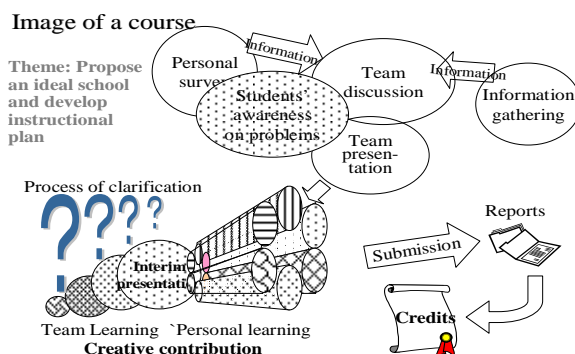 Image of a course
Theme: Propose
an ideal school
and develop
instructional
plan
Personal
Information
Team
discussion
Information
Information
gathering
Students'
awareness
on problems
Team
presen-
tation
Process of clarification
Interim
Reports
Submission
Credits
Team Learning `Personal learning
Creative contribution